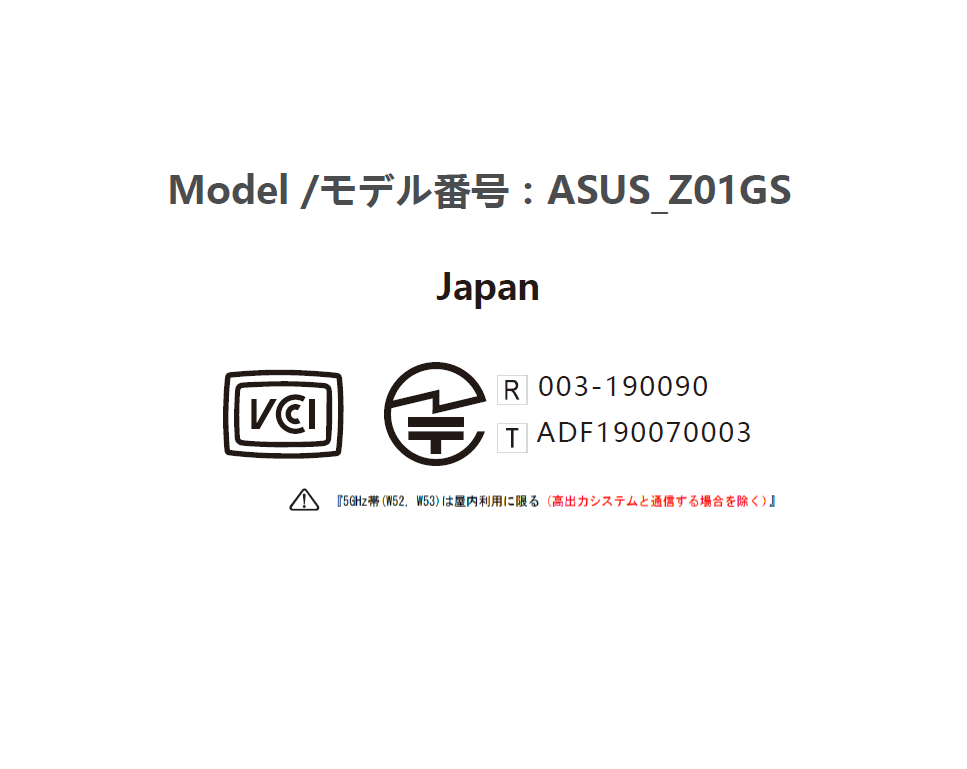 Model /モデル番号 : ASUS_Z01GS
Japan
VCCI
R 003-190090
T ADF190070003
『5GHz帯(W52, W53)は屋内利用に限る (高出力システムと通信する場合を除く)』